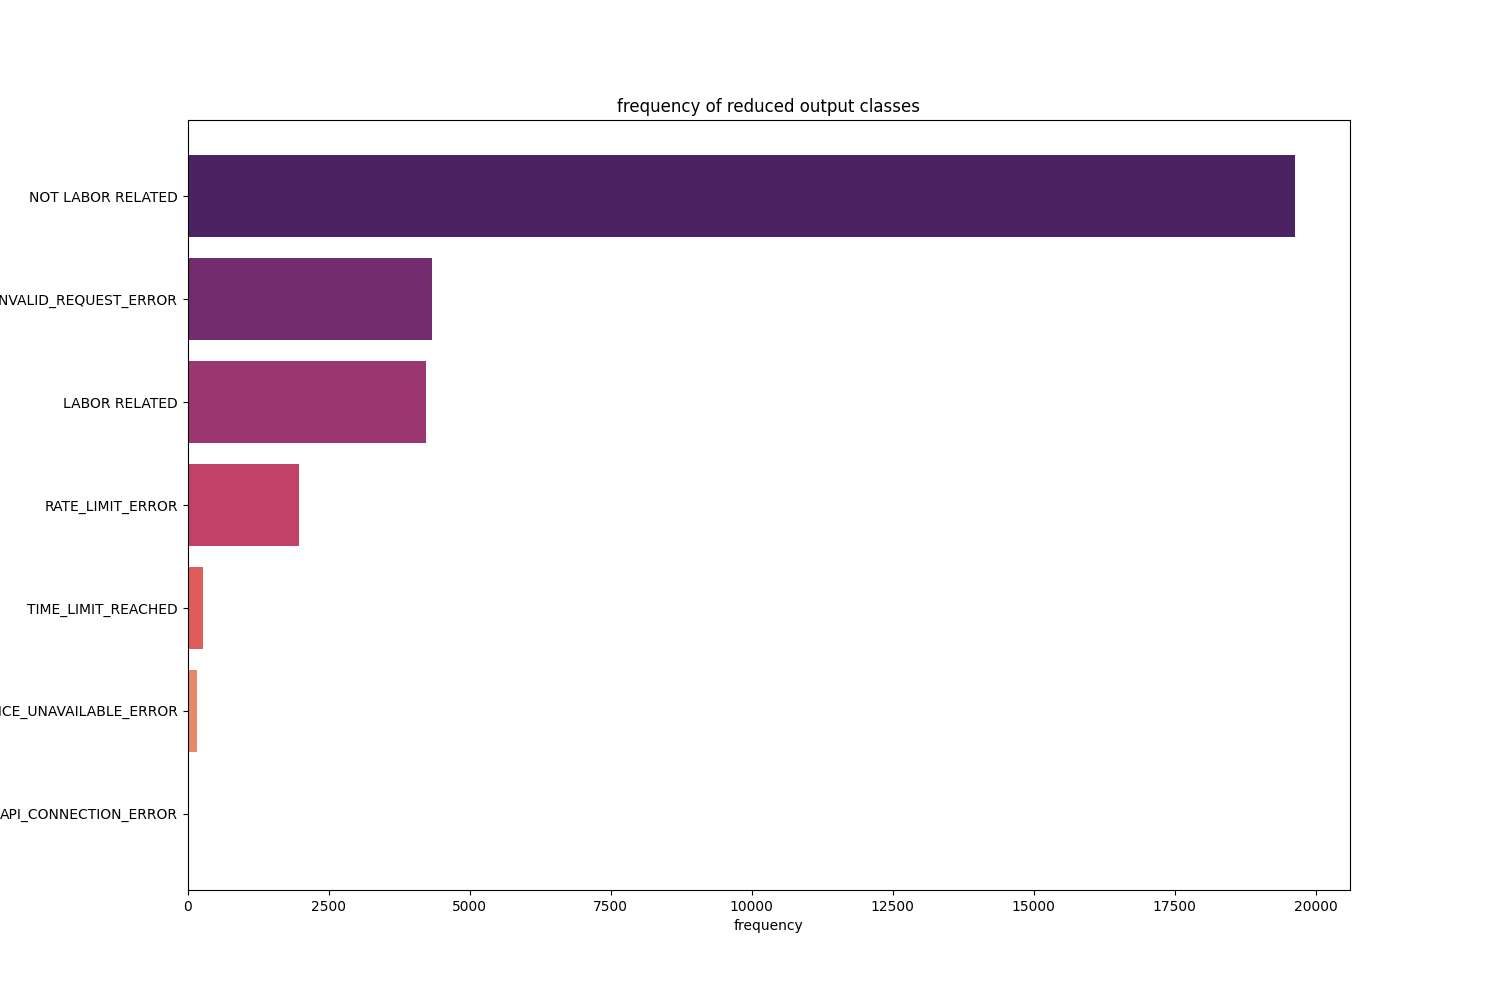 frequency of reduced output classes
NOT LABOR RELATED
NVALID_REQUEST_ERROR
LABOR RELATED
RATE_LIMIT_ERROR
TIME_LIMIT_REACHED
ICE_UNAVAILABLE_ERROR
API_CONNECTION_ERROR
0 2500 5000 7500 10000 12500 15000 17500 20000
frequency